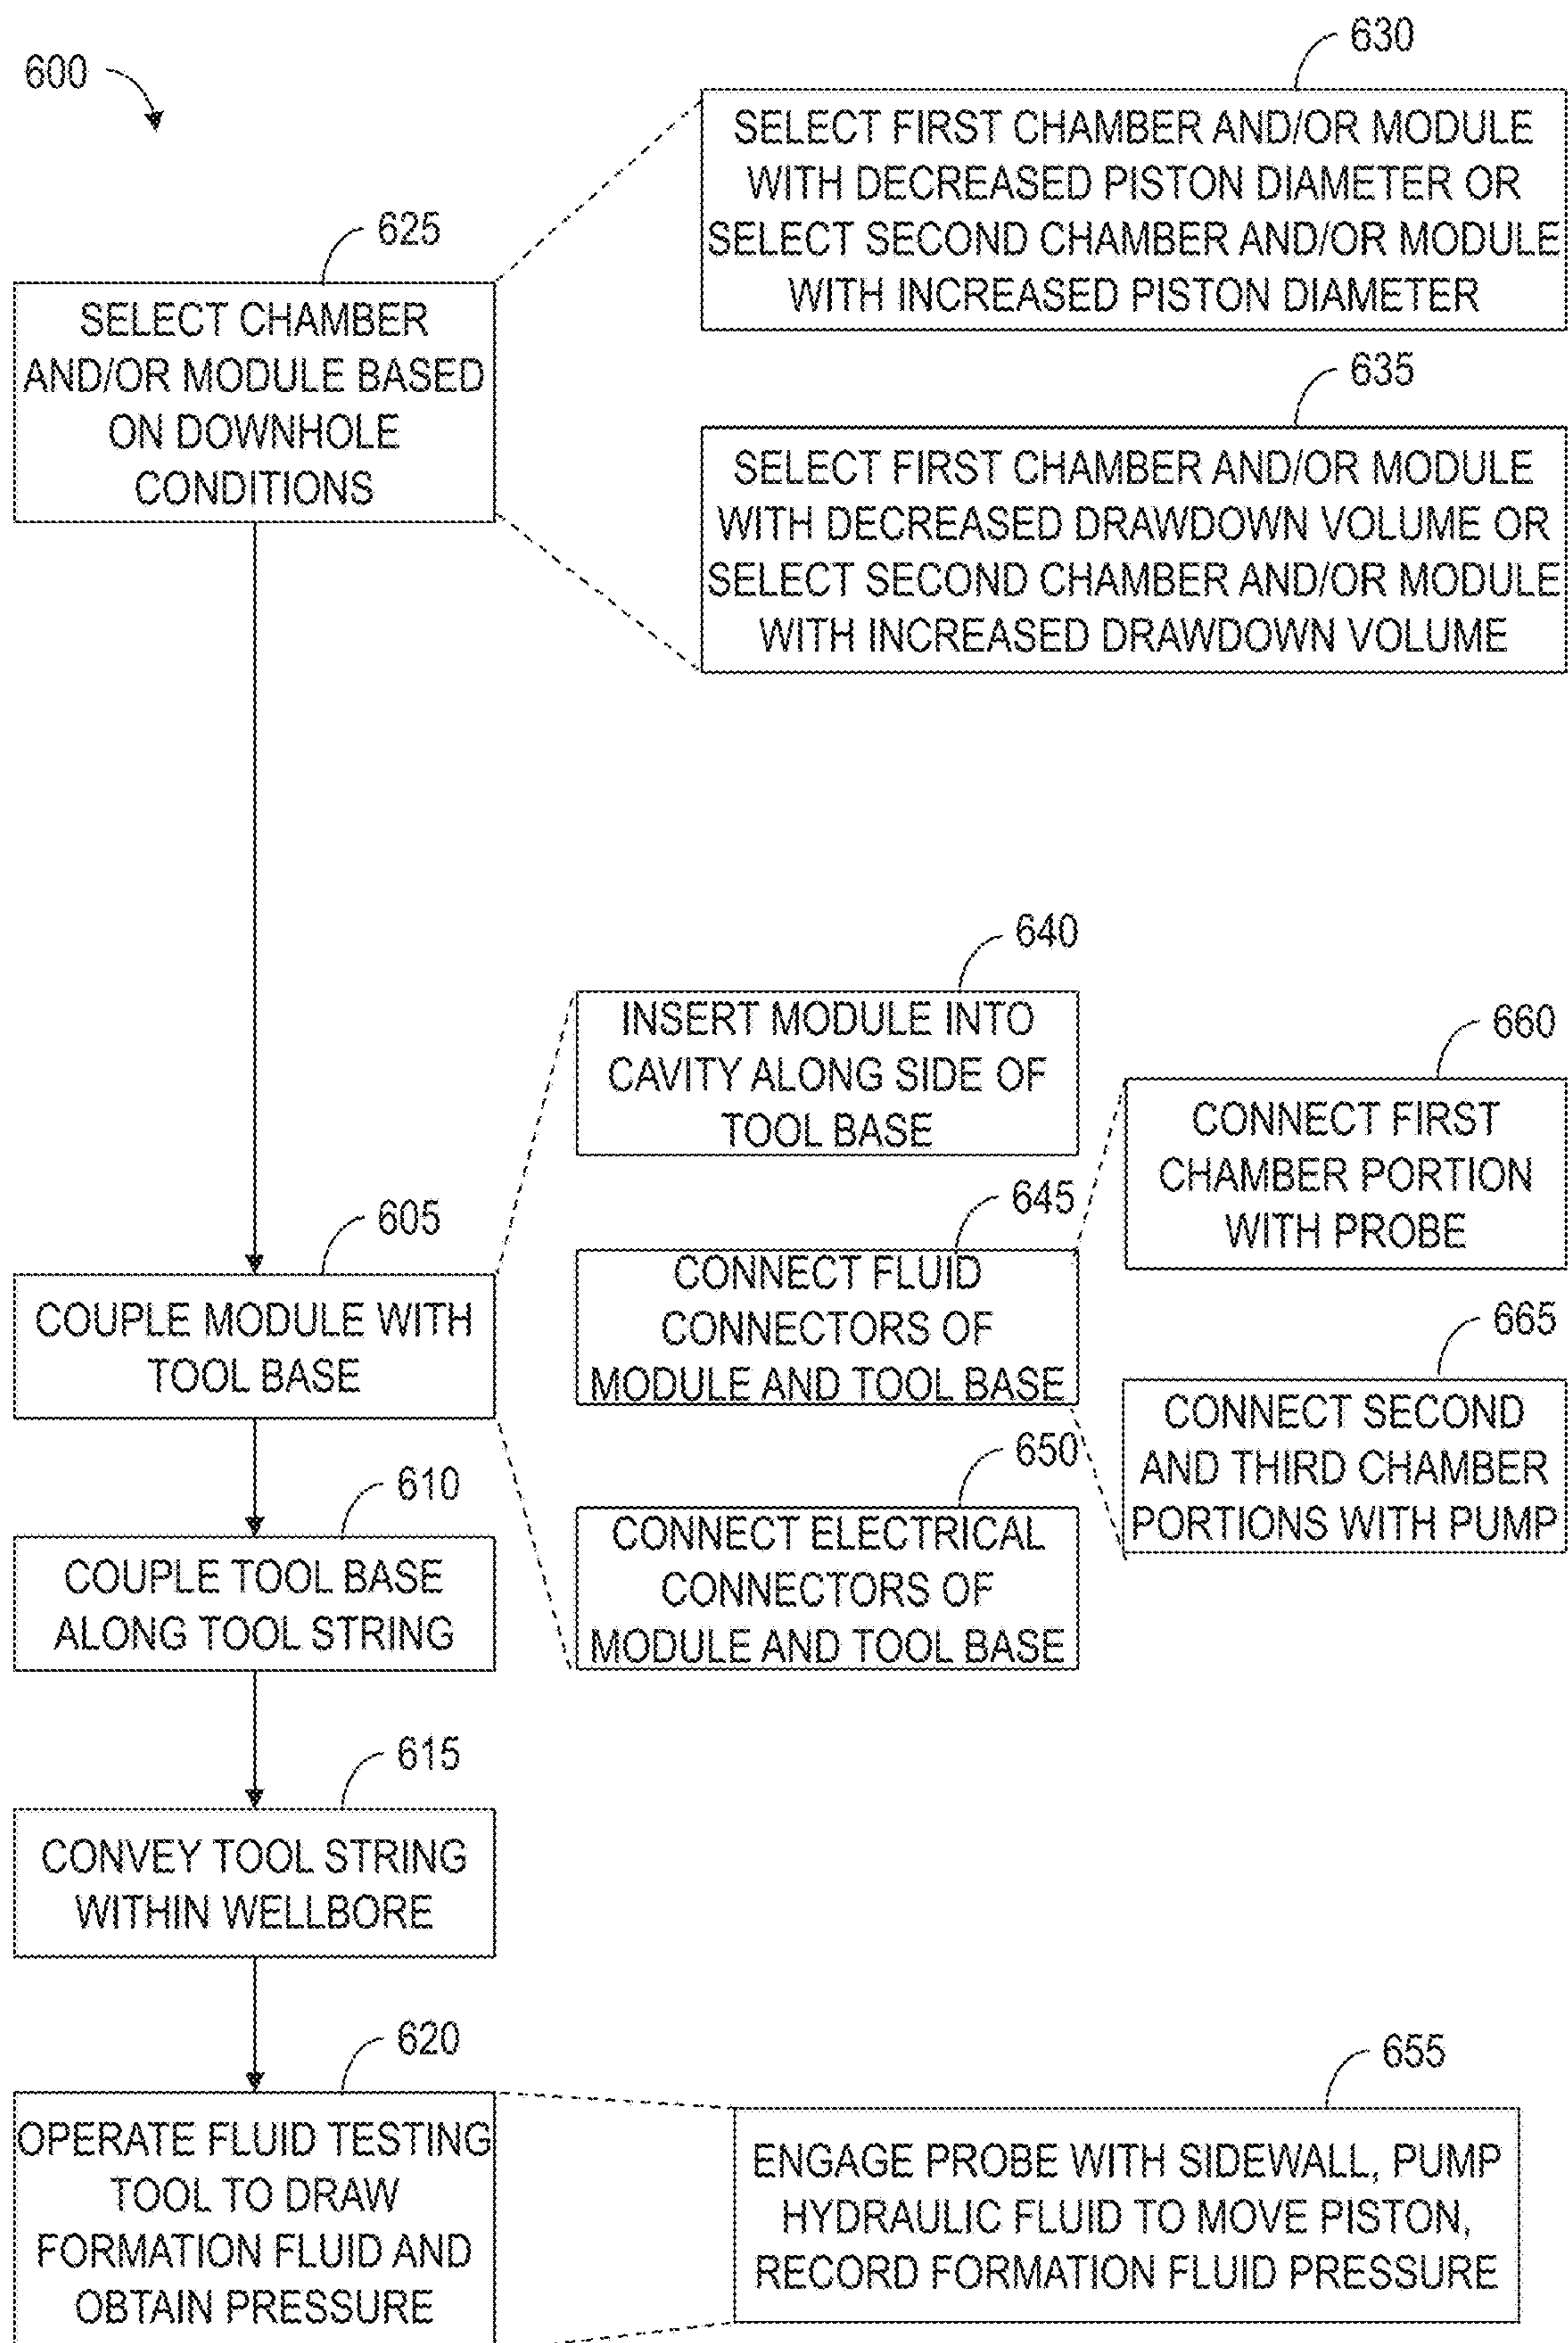 600
630
SELECT FIRST CHAMBER AND/OR MODULE
WITH DECREASED PISTON DIAMETER OR
SELECT SECOND CHAMBER AND/OR MODULE
WITH INCREASED PISTON DIAMETER
625
SELECT CHAMBER
AND/OR MODULE BASED
ON DOWNHOLE
CONDITIONS
635
SELECT FIRST CHAMBER AND/OR MODULE
WITH DECREASED DRAWDOWN VOLUME OR
SELECT SECOND CHAMBER AND/OR MODULE
WITH INCREASED DRAWDOWN VOLUME
640
INSERT MODULE INTO
CAVITY ALONG SIDE OF
TOOL BASE
660
CONNECT FIRST
CHAMBER PORTION
WITH PROBE
605
COUPLE MODULE WITH
TOOL BASE
645
CONNECT FLUID
CONNECTORS OF
MODULE AND TOOL BASE
665
CONNECT SECOND
AND THIRD CHAMBER
PORTIONS WITH PUMP
610
COUPLE TOOL BASE
ALONG TOOL STRING
650
CONNECT ELECTRICAL
CONNECTORS OF
MODULE AND TOOL BASE
615
CONVEY TOOL STRING
WITHIN WELLBORE
620
OPERATE FLUID TESTING
TOOL TO DRAW
FORMATION FLUID AND
OBTAIN PRESSURE
655
ENGAGE PROBE WITH SIDEWALL, PUMP
HYDRAULIC FLUID TO MOVE PISTON,
RECORD FORMATION FLUID PRESSURE